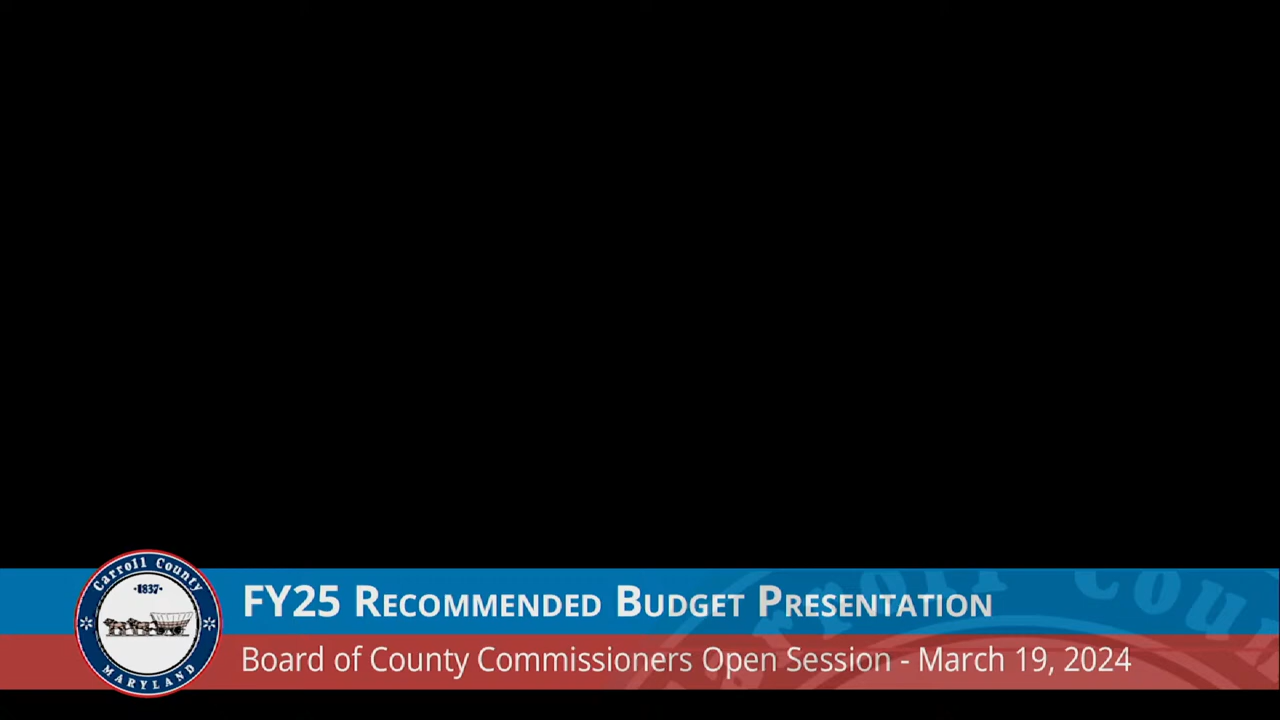 Carroll County
·1837·
MARYLAND
FY25 RECOMMENDED BUDGET PRESENTATION
Board of County Commissioners Open Session - March 19, 2024